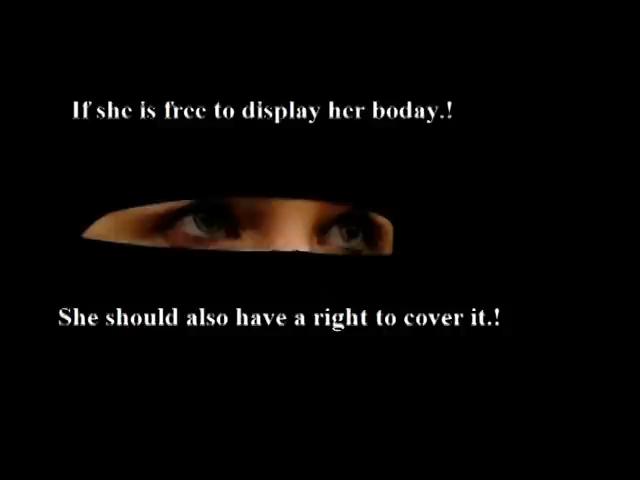 If she is free to display her boday.!
She should also have a right to cover it.!